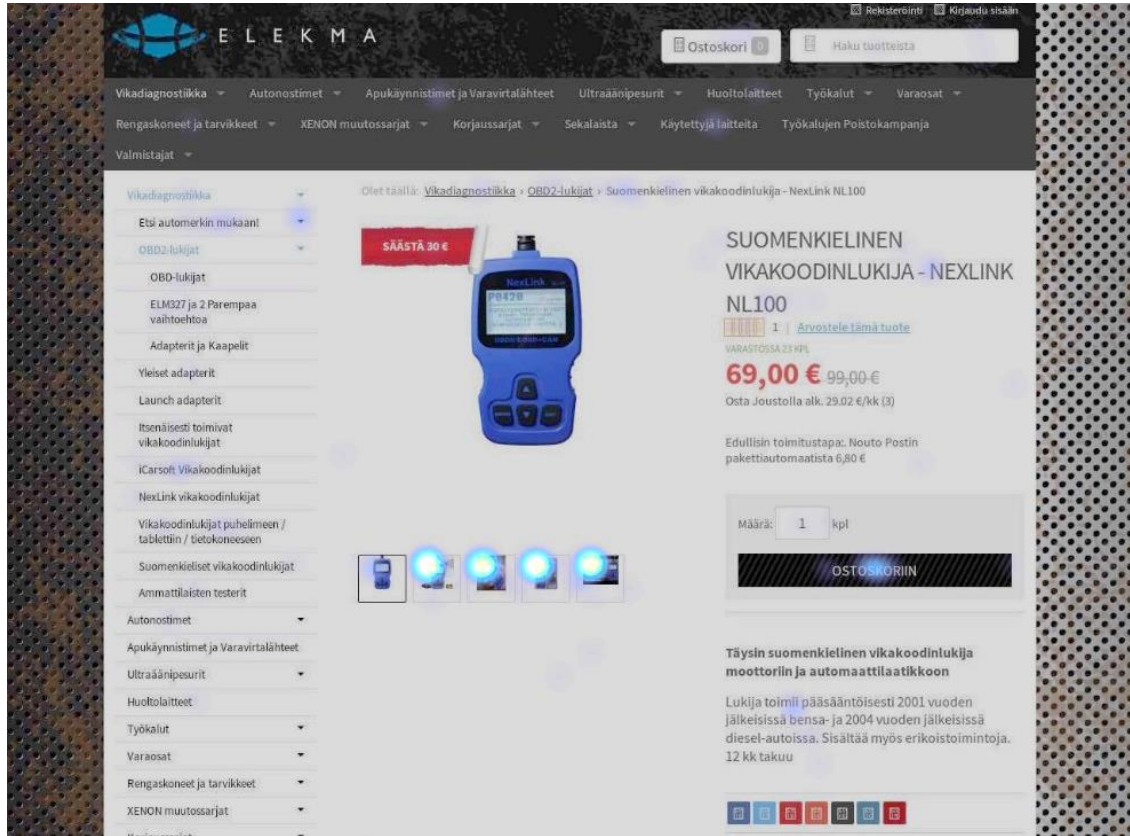 Rekisteröinti Kirjaudu sisään
ELEKMA
Ostoskori 0 Haku tuotteista
Vikadiagnostiikka Autonostimet Apukäynnistimet ja Varavirtalähteet Ultraäänipesurit Huoltolaitteet Työkalut Varaosat
Rengaskoneet ja tarvikkeet XENON muutossarjat Korjaussarjat Sekalaista Käytettyjä laitteita Työkalujen Poistokampanja
Valmistajat
Olet täällä: Vikadiagnostiikka › OBD2-lukijat › Suomenkielinen vikakoodinlukija - NexLink NL100
Vikadiagnostiikka
Etsi automerkin mukaan!
OBD2-lukijat
OBD-lukijat
ELM327 ja 2 Parempaa
vaihtoehtoa
Adapterit ja Kaapelit
Yleiset adapterit
Launch adapterit
Itsenäisesti toimivat
vikakoodinlukijat
iCarsoft Vikakoodinlukijat
NexLink vikakoodinlukijat
Vikakoodinlukijat puhelimeen /
tablettiin / tietokoneeseen
Suomenkieliset vikakoodinlukijat
Ammattilaisten testerit
Autonostimet
Apukäynnistimet ja Varavirtalähteet
Ultraäänipesurit
Huoltolaitteet
Työkalut
Varaosat
Rengaskoneet ja tarvikkeet
XENON muutossarjat
SÄÄSTÄ 30 €
NexLink
P0420
OBDII/EOBD+CAN
SUOMENKIELINEN
VIKAKOODINLUKIJA - NEXLINK
NL100
1 | Arvostele tämä tuote
VARASTOSSA 23 KPL
69,00 € 99,00 €
Osta Joustolla alk. 29.02 €/kk (3)
Edullisin toimitustapa:. Nouto Postin
pakettiautomaatista 6,80 €
Määrä: 1 kpl
OSTOSKORIIN
Täysin suomenkielinen vikakoodinlukija
moottoriin ja automaattilaatikkoon
Lukija toimii pääsääntöisesti 2001 vuoden
jälkeisissä bensa- ja 2004 vuoden jälkeisissä
diesel-autoissa. Sisältää myös erikoistoimintoja.
12 kk takuu